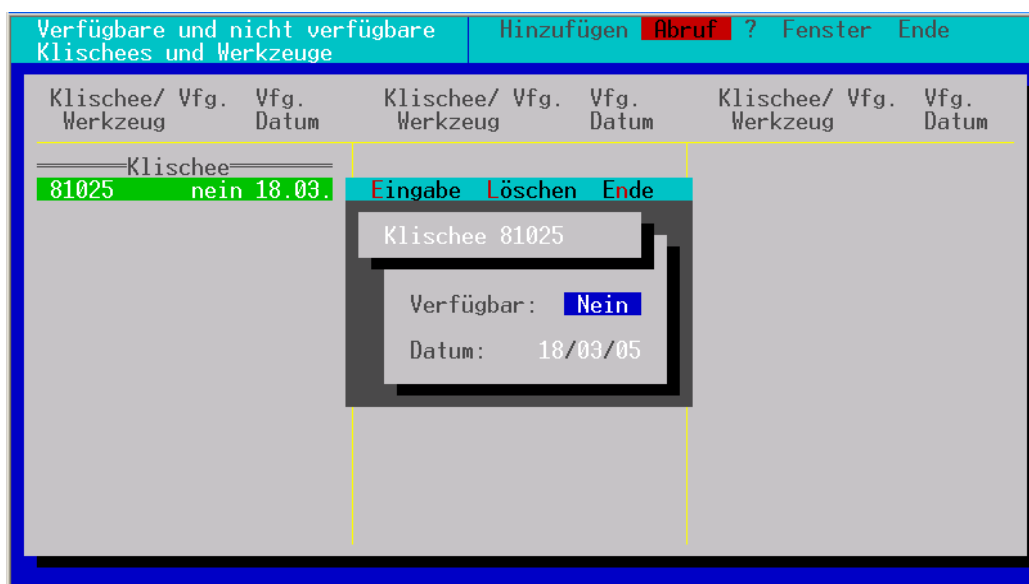 Verfügbare und nicht verfügbare Hinzufügen Abruf ? Fenster Ende
Klischees und Werkzeuge
Klischee/ Vfg. Vfg. Klischee/ Vfg. Vfg. Klischee/ Vfg. Vfg.
Werkzeug Datum Werkzeug Datum Werkzeug Datum
Klischee
81025 nein 18.03. Eingabe Löschen Ende
Klischee 81025
Verfügbar: Nein
Datum: 18/03/05